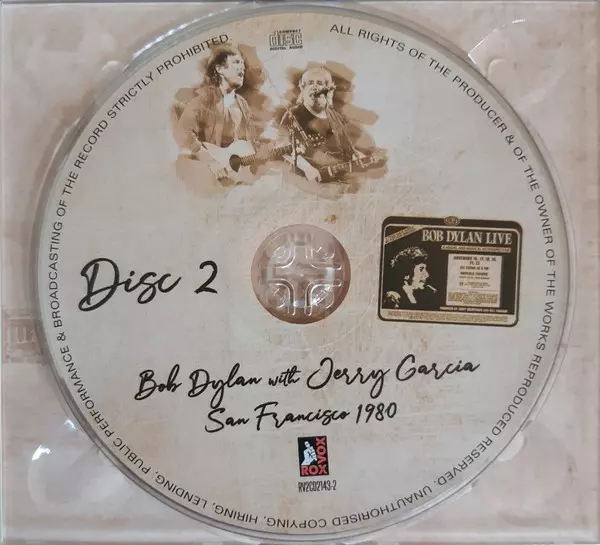 COMPACT
disc
DIGITAL AUDIO
ALL RIGHTS OF THE PRODUCER & OF THE OWNER OF THE WORKS REPRODUCED RESERVED. UNAUTHORISED COPYING, HIRING, LENDING, PUBLIC PERFORMANCE & BROADCASTING OF THE RECORD STRICTLY PROHIBITED.
BOB DYLAN LIVE
Disc 2
Bob Dylan with Jerry Garcia
San Francisco 1980
ROX VOX
RV2CD2143-2